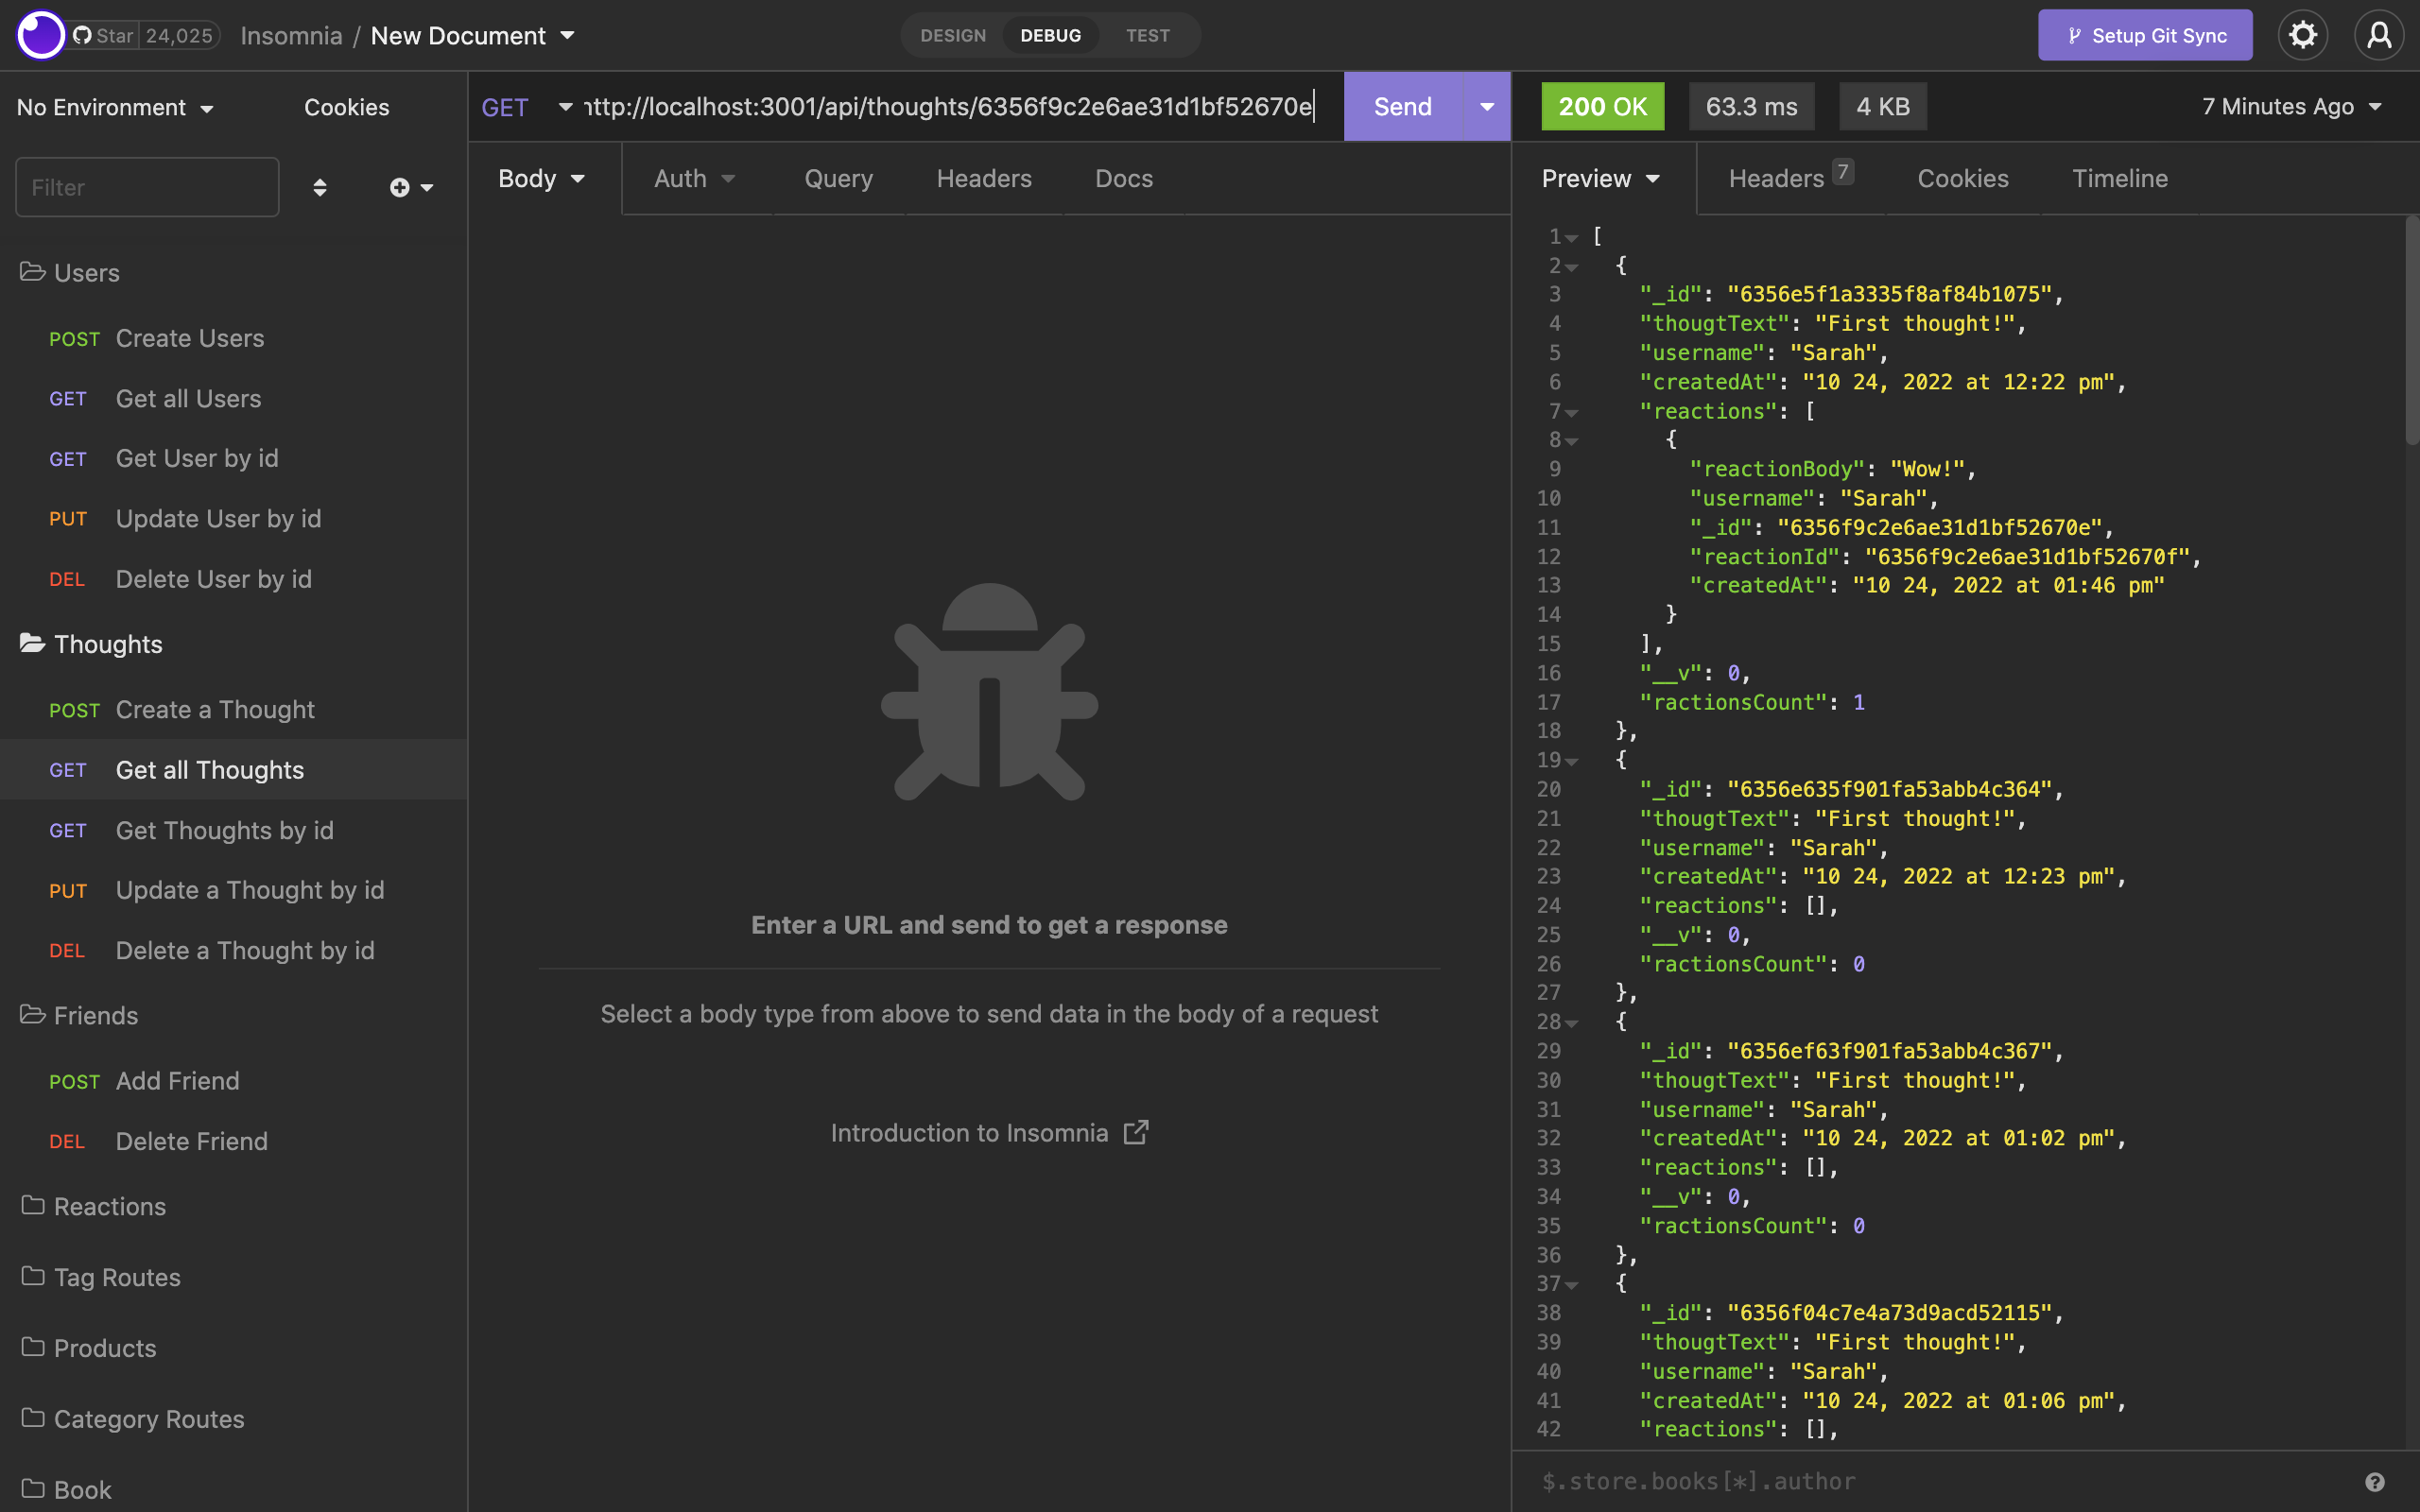 Star 24,025 Insomnia / New Document DESIGN DEBUG TEST Setup Git Sync
No Environment Cookies
Filter
Users
POST Create Users
GET Get all Users
GET Get User by id
PUT Update User by id
DEL Delete User by id
Thoughts
POST Create a Thought
GET Get all Thoughts
GET Get Thoughts by id
PUT Update a Thought by id
DEL Delete a Thought by id
Friends
POST Add Friend
DEL Delete Friend
Reactions
Tag Routes
Products
Category Routes
Book
GET http://localhost:3001/api/thoughts/6356f9c2e6ae31d1bf52670e Send
Body Auth Query Headers Docs
Enter a URL and send to get a response
Select a body type from above to send data in the body of a request
Introduction to Insomnia
200 OK 63.3 ms 4 KB 7 Minutes Ago
Preview Headers 7 Cookies Timeline
1 [
2 {
3 "_id": "6356e5f1a3335f8af84b1075",
4 "thougtText": "First thought!",
5 "username": "Sarah",
6 "createdAt": "10 24, 2022 at 12:22 pm",
7 "reactions": [
8 {
9 "reactionBody": "Wow!",
10 "username": "Sarah",
11 "_id": "6356f9c2e6ae31d1bf52670e",
12 "reactionId": "6356f9c2e6ae31d1bf52670f",
13 "createdAt": "10 24, 2022 at 01:46 pm"
14 }
15 ],
16 "__v": 0,
17 "ractionsCount": 1
18 },
19 {
20 "_id": "6356e635f901fa53abb4c364",
21 "thougtText": "First thought!",
22 "username": "Sarah",
23 "createdAt": "10 24, 2022 at 12:23 pm",
24 "reactions": [],
25 "__v": 0,
26 "ractionsCount": 0
27 },
28 {
29 "_id": "6356ef63f901fa53abb4c367",
30 "thougtText": "First thought!",
31 "username": "Sarah",
32 "createdAt": "10 24, 2022 at 01:02 pm",
33 "reactions": [],
34 "__v": 0,
35 "ractionsCount": 0
36 },
37 {
38 "_id": "6356f04c7e4a73d9acd52115",
39 "thougtText": "First thought!",
40 "username": "Sarah",
41 "createdAt": "10 24, 2022 at 01:06 pm",
42 "reactions": [],
$.store.books[*].author